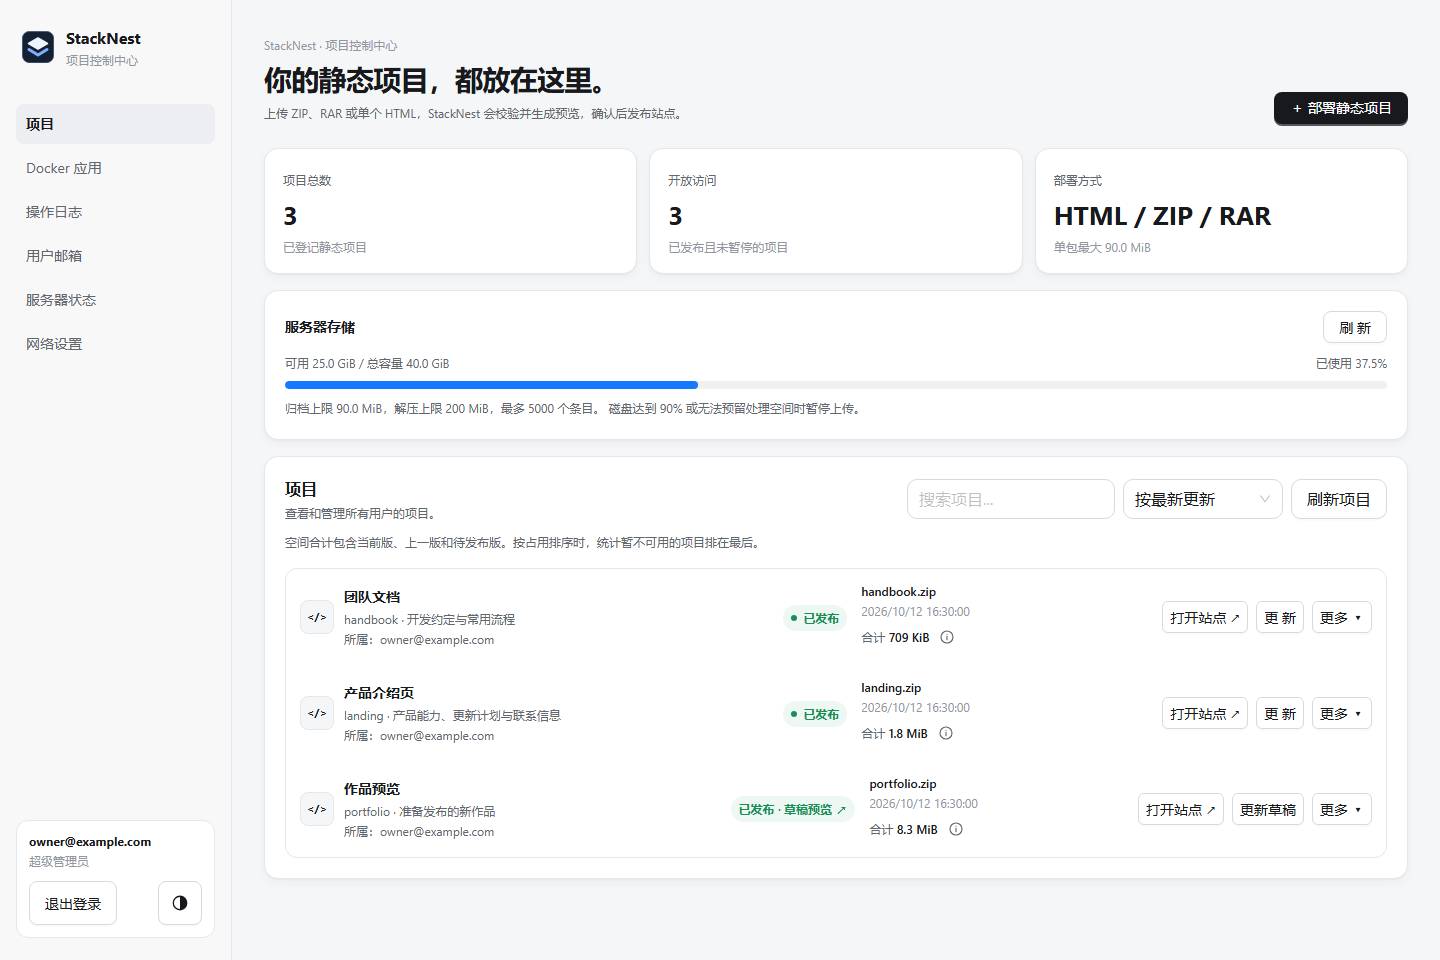 StackNest
项目控制中心
项目
Docker 应用
操作日志
用户邮箱
服务器状态
网络设置
owner@example.com
超级管理员
退出登录
StackNest · 项目控制中心
你的静态项目，都放在这里。
上传 ZIP、RAR 或单个 HTML，StackNest 会校验并生成预览，确认后发布站点。
+ 部署静态项目
项目总数
3
已登记静态项目
开放访问
3
已发布且未暂停的项目
部署方式
HTML / ZIP / RAR
单包最大 90.0 MiB
服务器存储
刷 新
可用 25.0 GiB / 总容量 40.0 GiB
已使用 37.5%
归档上限 90.0 MiB，解压上限 200 MiB，最多 5000 个条目。 磁盘达到 90% 或无法预留处理空间时暂停上传。
项目
查看和管理所有用户的项目。
搜索项目...
按最新更新
刷新项目
空间合计包含当前版、上一版和待发布版。按占用排序时，统计暂不可用的项目排在最后。
</>
团队文档
handbook · 开发约定与常用流程
所属：owner@example.com
已发布
handbook.zip
2026/10/12 16:30:00
合计 709 KiB
打开站点 ↗
更 新
更多 ▼
</>
产品介绍页
landing · 产品能力、更新计划与联系信息
所属：owner@example.com
已发布
landing.zip
2026/10/12 16:30:00
合计 1.8 MiB
打开站点 ↗
更 新
更多 ▼
</>
作品预览
portfolio · 准备发布的新作品
所属：owner@example.com
已发布 · 草稿预览 ↗
portfolio.zip
2026/10/12 16:30:00
合计 8.3 MiB
打开站点 ↗
更新草稿
更多 ▼